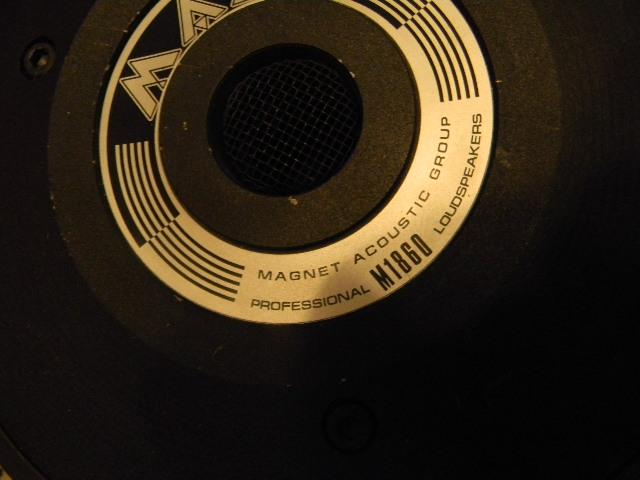 MAGNET ACOUSTIC GROUP
PROFESSIONAL M1860 LOUDSPEAKERS